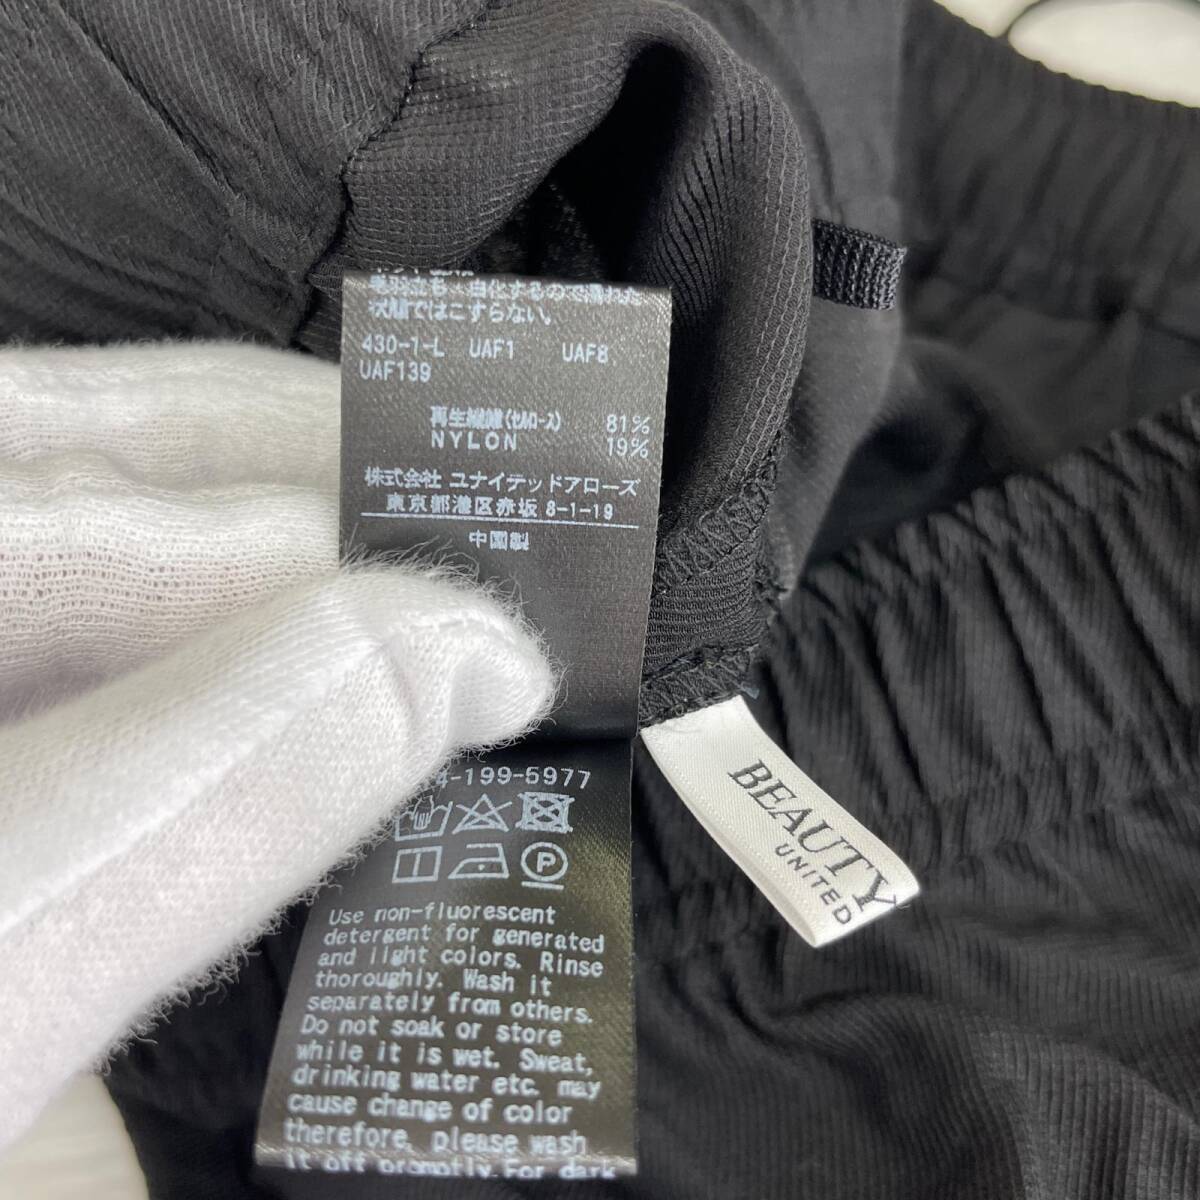 毛羽立ち、白化するので濡れた
状態ではこすらない。
430-1-L UAF1 UAF8
UAF139
再生繊維(セルロース) 81%
NYLON 19%
株式会社 ユナイテッドアローズ
東京都港区赤坂 8-1-19
中国製
4-199-5977
P
Use non-fluorescent
detergent for generated
and light colors. Rinse
thoroughly. Wash it
separately from others.
Do not soak or store
while it is wet. Sweat,
drinking water etc. may
cause change of color
therefore, please wash
it off promptly. For dark
BEAUTY
UNITED